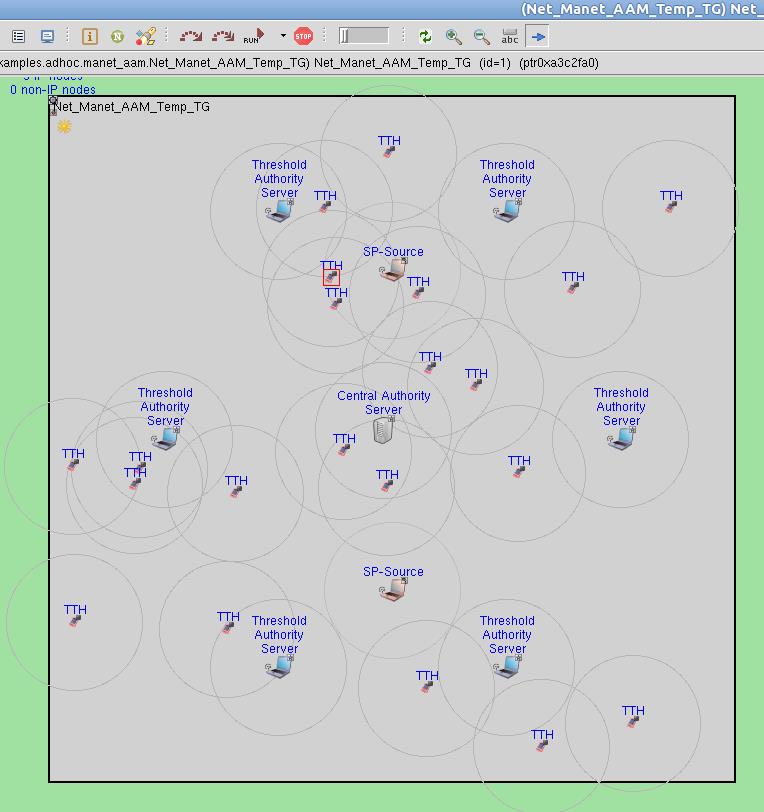 (Net_Manet_AAM_Temp_TG) Net_
N
RUN
STOP
abc
xamples.adhoc.manet_aam.Net_Manet_AAM_Temp_TG) Net_Manet_AAM_Temp_TG (id=1) (ptr0xa3c2fa0)
0 non-IP nodes
Net_Manet_AAM_Temp_TG
TTH
Threshold
Authority
Server
TTH
Threshold
Authority
Server
TTH
SP-Source
TTH
TTH
TTH
TTH
TTH
TTH
Threshold
Authority
Server
Central Authority
Server
Threshold
Authority
Server
TTH
TTH
TTH
TTH
TTH
TTH
TTH
SP-Source
TTH
TTH
Threshold
Authority
Server
Threshold
Authority
Server
TTH
TTH
TTH